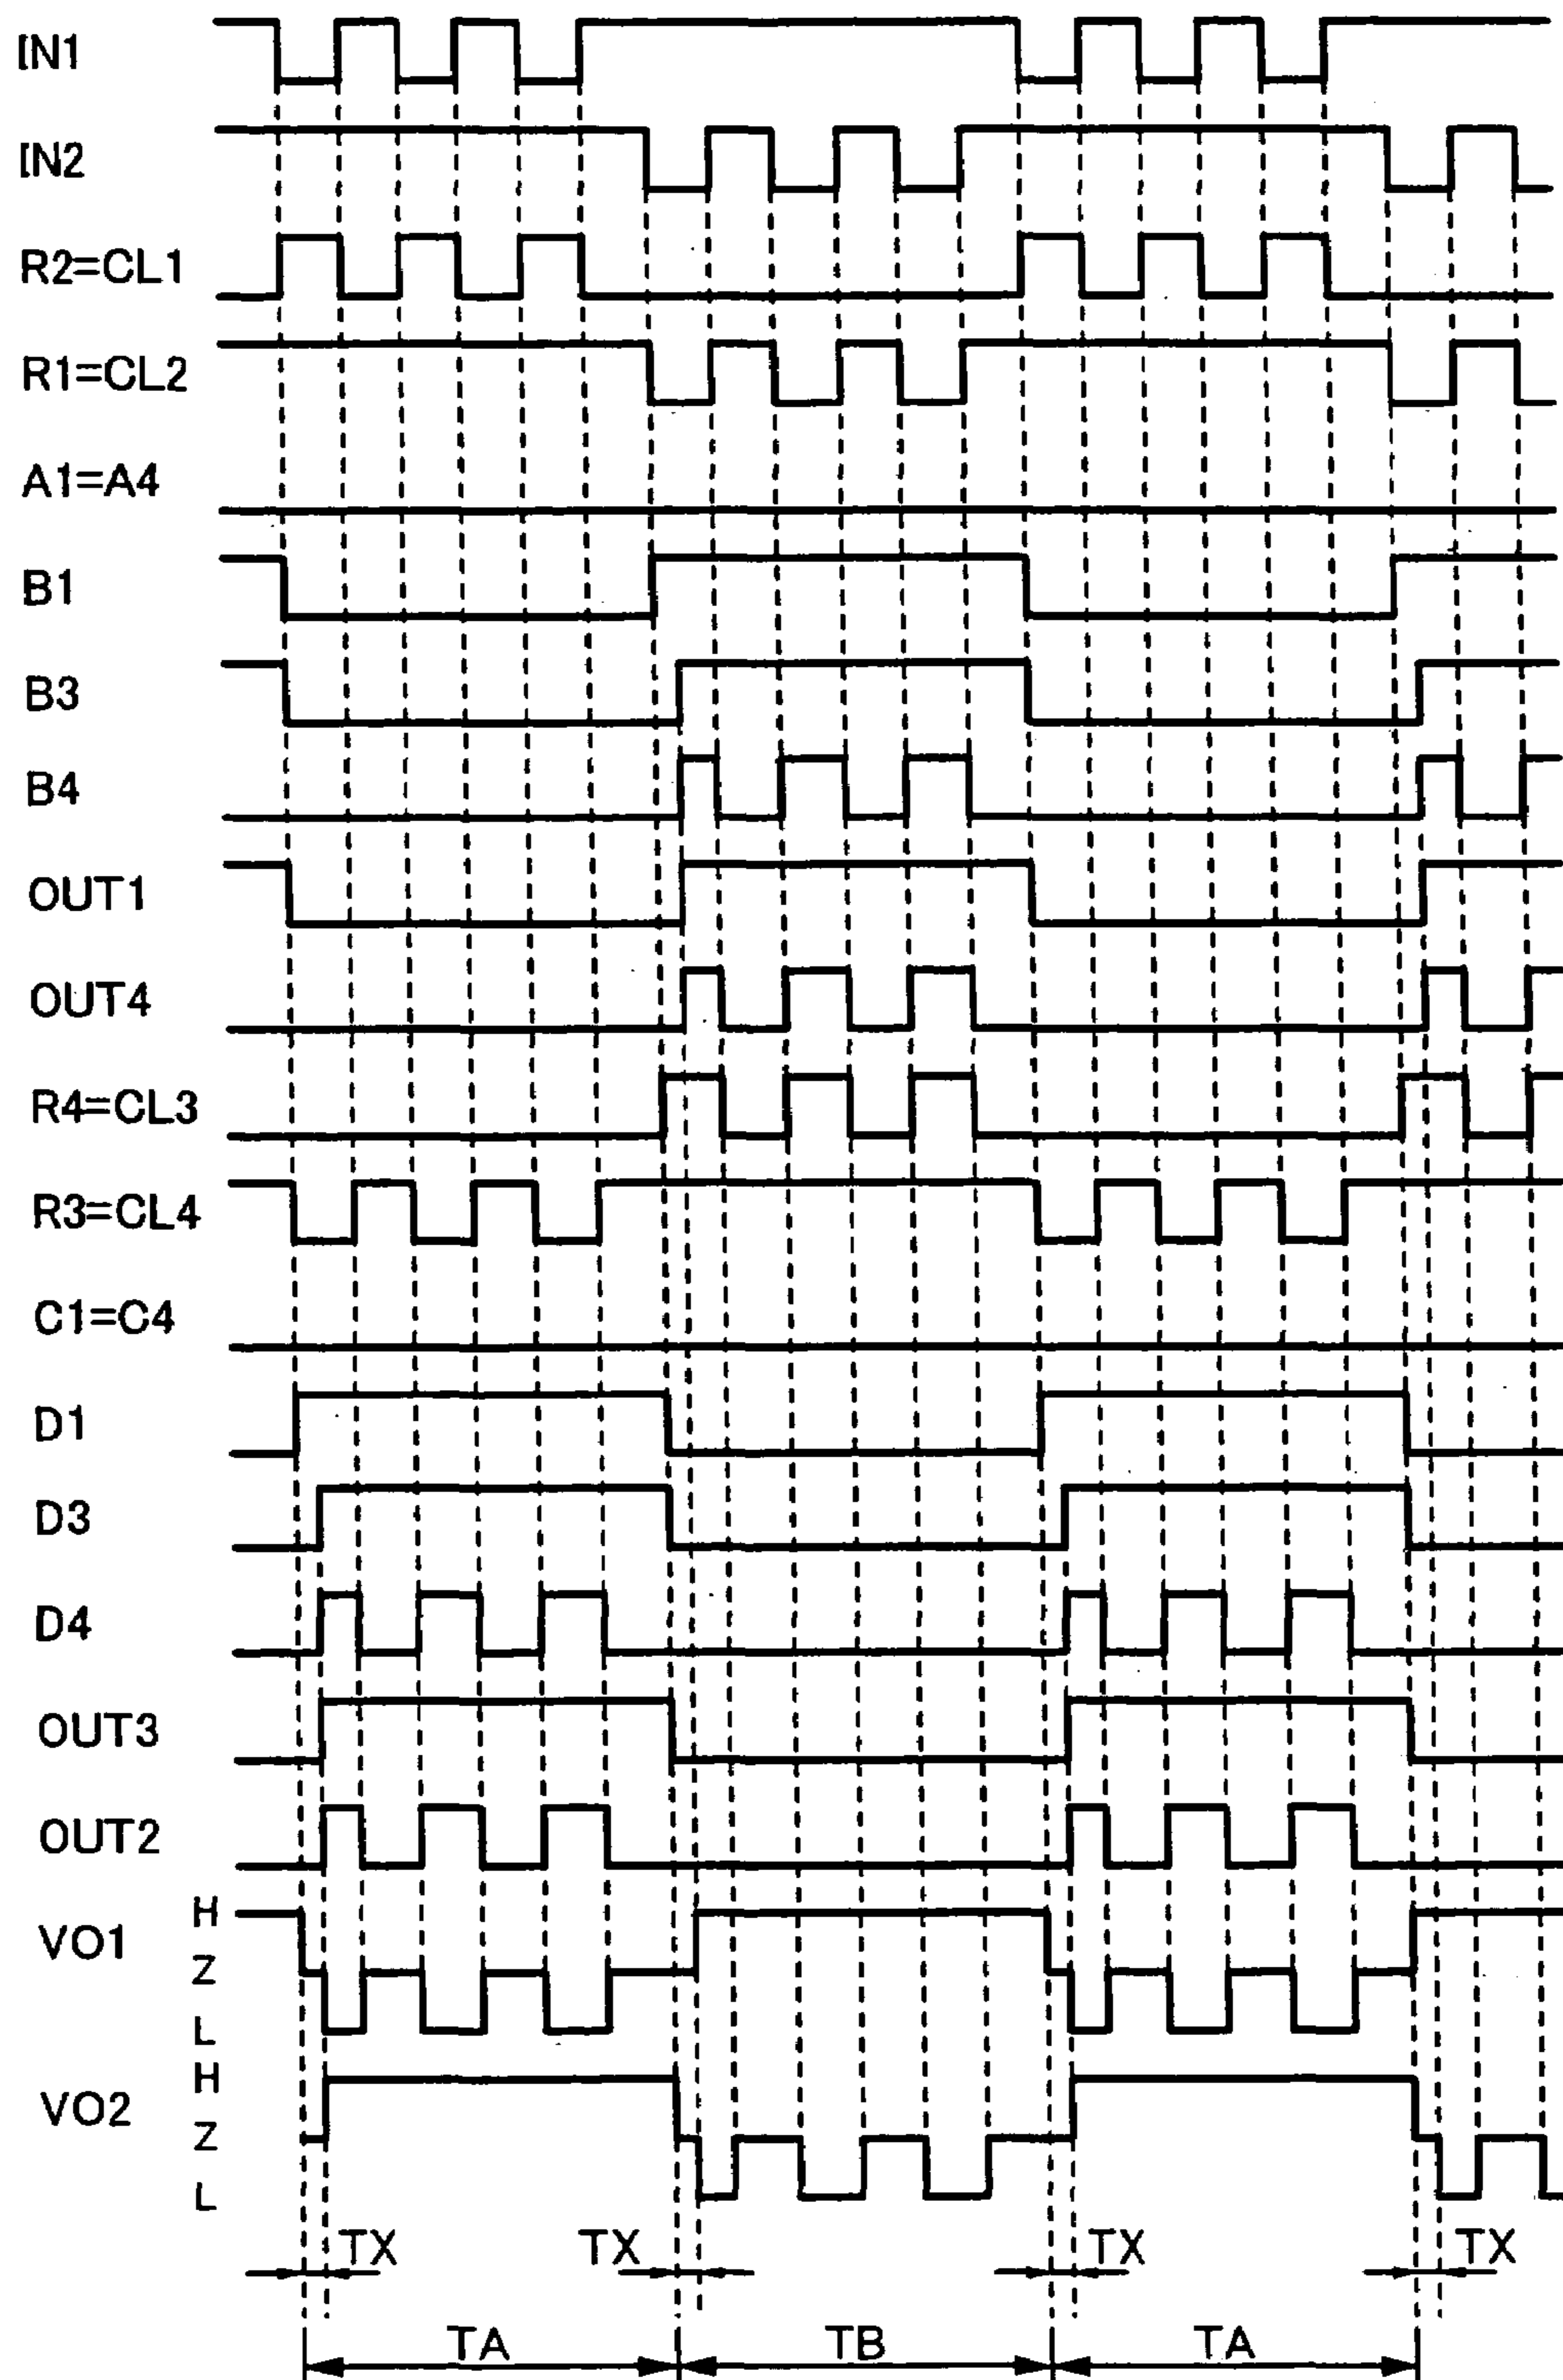 IN1
IN2
R2=CL1
R1=CL2
A1=A4
B1
B3
B4
OUT1
OUT4
R4=CL3
R3=CL4
C1=C4
D1
D3
D4
OUT3
OUT2
VO1
H
Z
L
VO2
H
Z
L
TX TX TX TX
TA TB TA